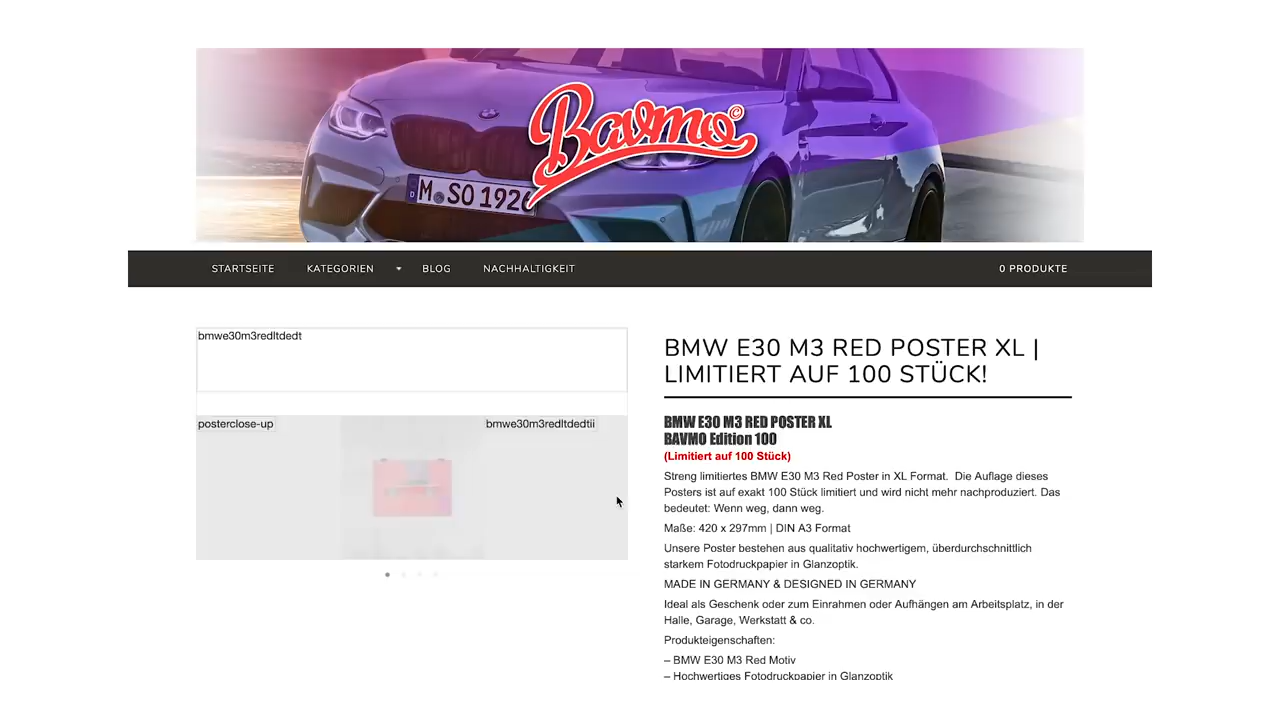 Bavmo©
M SO 1926
STARTSEITE
KATEGORIEN
BLOG
NACHHALTIGKEIT
0 PRODUKTE
bmwe30m3redltdedt
posterclose-up
bmwe30m3redltdedtii
BMW E30 M3 RED POSTER XL |
LIMITIERT AUF 100 STÜCK!
BMW E30 M3 RED POSTER XL
BAVMO Edition 100
(Limitiert auf 100 Stück)
Streng limitiertes BMW E30 M3 Red Poster in XL Format. Die Auflage dieses
Posters ist auf exakt 100 Stück limitiert und wird nicht mehr nachproduziert. Das
bedeutet: Wenn weg, dann weg.
Maße: 420 x 297mm | DIN A3 Format
Unsere Poster bestehen aus qualitativ hochwertigem, überdurchschnittlich
starkem Fotodruckpapier in Glanzoptik.
MADE IN GERMANY & DESIGNED IN GERMANY
Ideal als Geschenk oder zum Einrahmen oder Aufhängen am Arbeitsplatz, in der
Halle, Garage, Werkstatt & co.
Produkteigenschaften:
– BMW E30 M3 Red Motiv
– Hochwertiges Fotodruckpapier in Glanzoptik